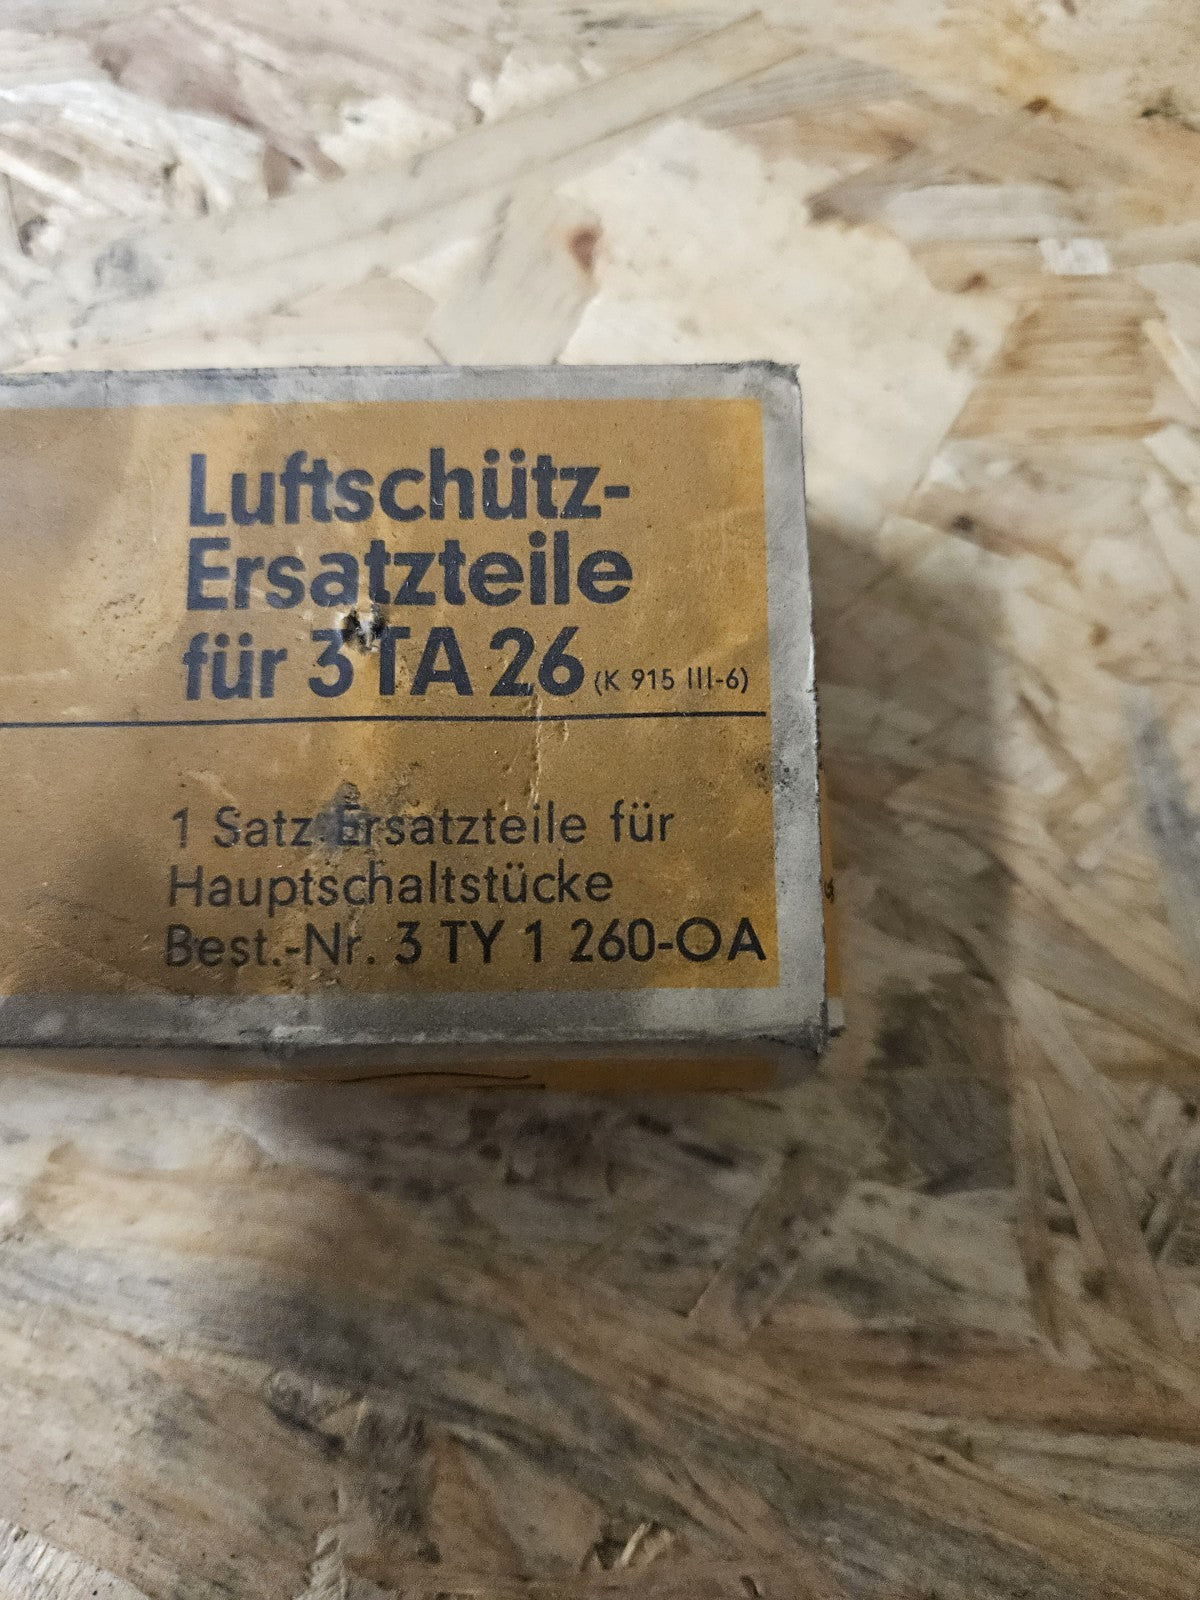 Luftschütz-
Ersatzteile
für 3 TA 26 (K 915 III-6)
1 Satz Ersatzteile für
Hauptschaltstücke
Best.-Nr. 3 TY 1 260-OA